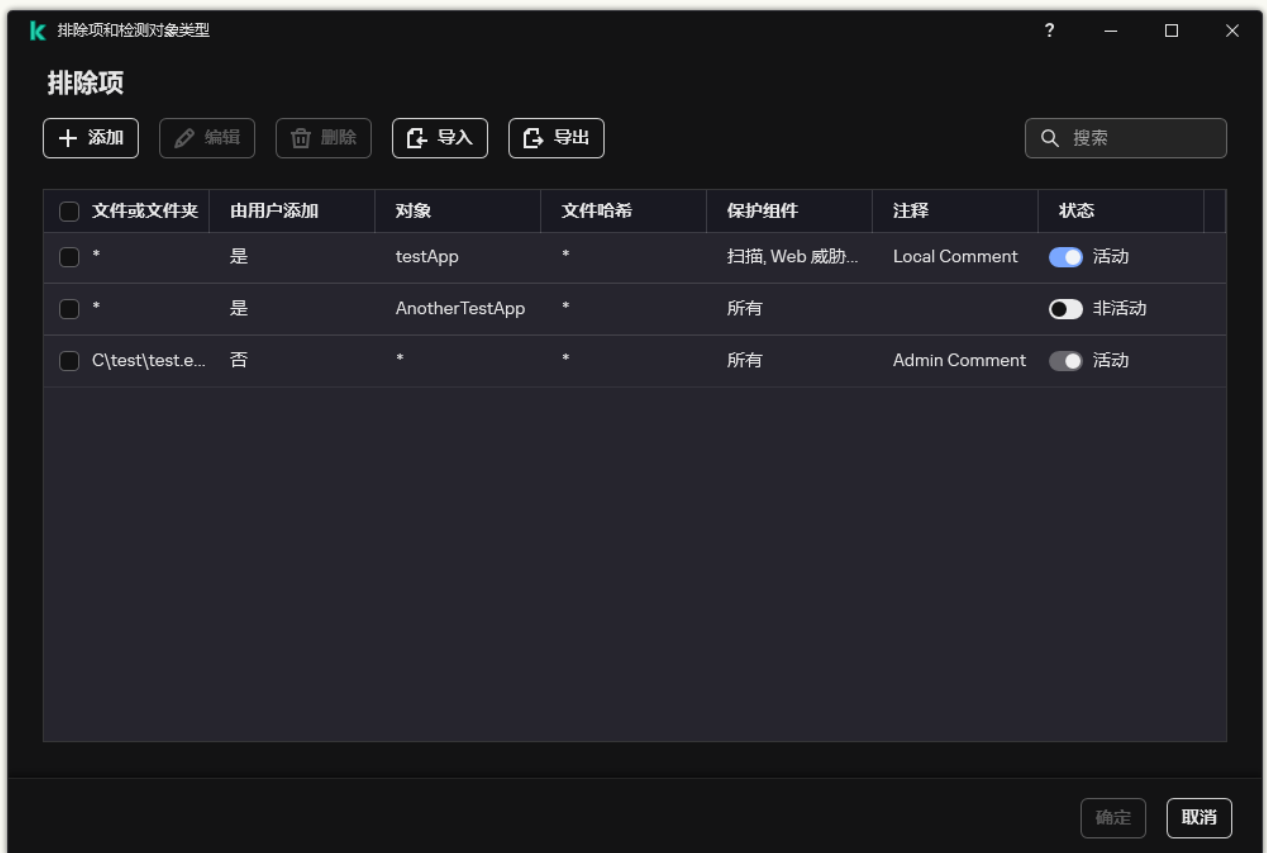 排除项和检测对象类型
排除项
添加 编辑 删除 导入 导出 搜索
文件或文件夹 由用户添加 对象 文件哈希 保护组件 注释 状态
* 是 testApp * 扫描, Web 威胁... Local Comment 活动
* 是 AnotherTestApp * 所有 非活动
C\test\test.e... 否 * * 所有 Admin Comment 活动
确定 取消